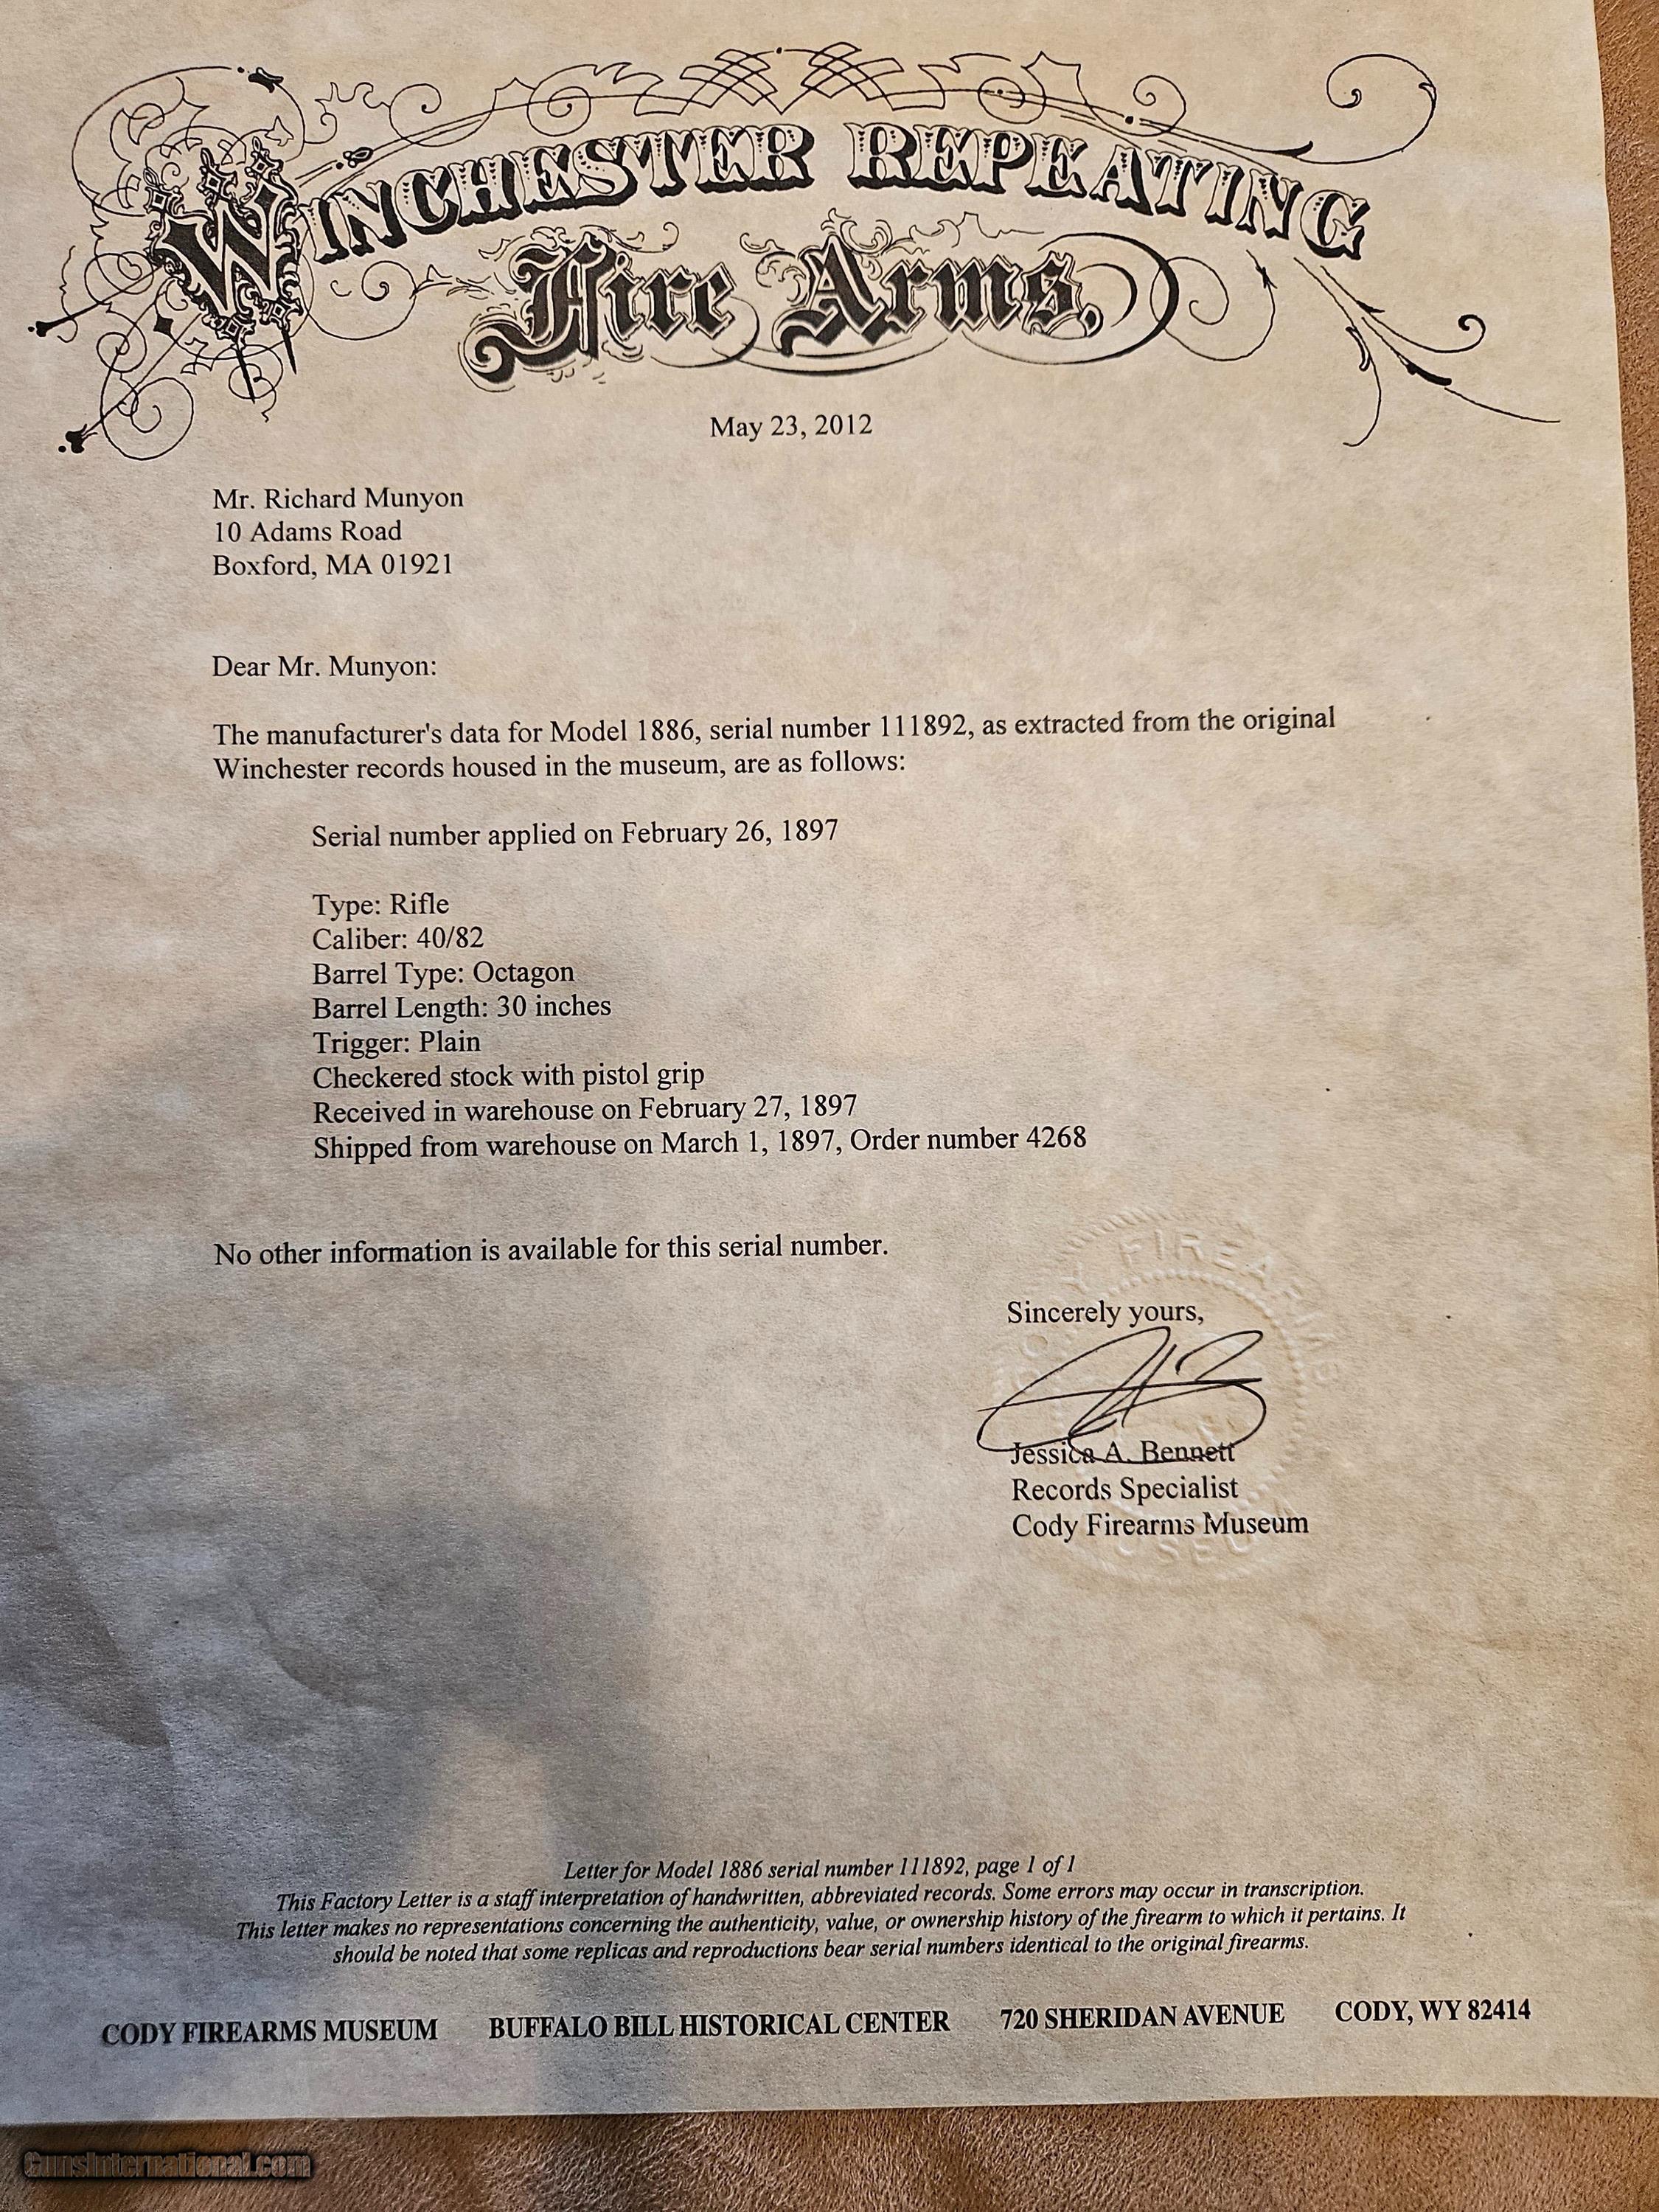 WINCHESTER REPEATING
Fire Arms,
May 23, 2012
Mr. Richard Munyon
10 Adams Road
Boxford, MA 01921
Dear Mr. Munyon:
The manufacturer's data for Model 1886, serial number 111892, as extracted from the original
Winchester records housed in the museum, are as follows:
Serial number applied on February 26, 1897
Type: Rifle
Caliber: 40/82
Barrel Type: Octagon
Barrel Length: 30 inches
Trigger: Plain
Checkered stock with pistol grip
Received in warehouse on February 27, 1897
Shipped from warehouse on March 1, 1897, Order number 4268
No other information is available for this serial number.
CODY FIREARMS
MUSEUM
Sincerely yours,
Jessica A. Bennett
Records Specialist
Cody Firearms Museum
Letter for Model 1886 serial number 111892, page 1 of 1
This Factory Letter is a staff interpretation of handwritten, abbreviated records. Some errors may occur in transcription.
This letter makes no representations concerning the authenticity, value, or ownership history of the firearm to which it pertains. It
should be noted that some replicas and reproductions bear serial numbers identical to the original firearms.
CODY FIREARMS MUSEUM BUFFALO BILL HISTORICAL CENTER 720 SHERIDAN AVENUE CODY, WY 82414
GunsInternational.com